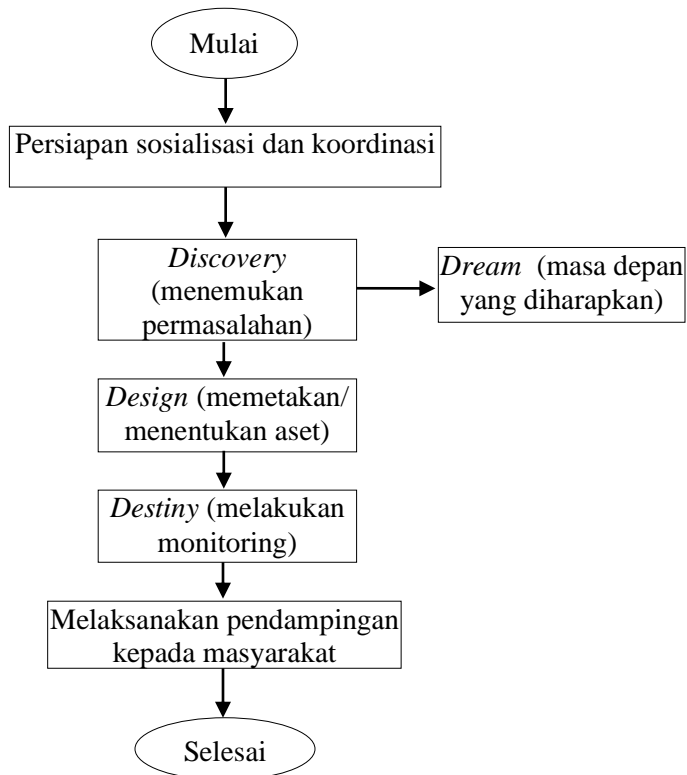 Mulai
Persiapan sosialisasi dan koordinasi
Discovery
(menemukan
permasalahan)
Dream (masa depan
yang diharapkan)
Design (memetakan/
menentukan aset)
Destiny (melakukan
monitoring)
Melaksanakan pendampingan
kepada masyarakat
Selesai